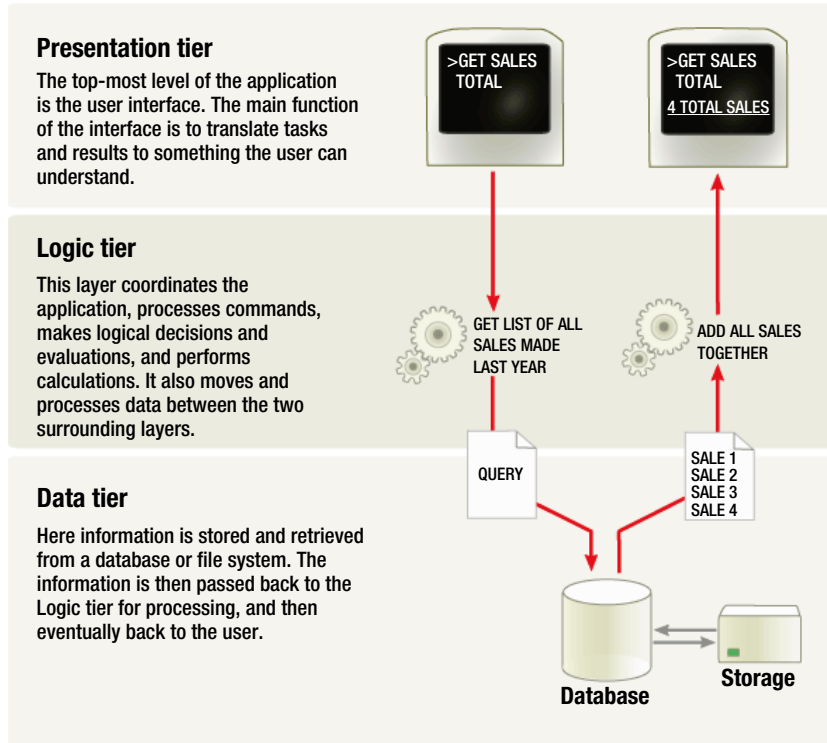 Presentation tier
The top-most level of the application
is the user interface. The main function
of the interface is to translate tasks
and results to something the user can
understand.
>GET SALES
TOTAL
>GET SALES
TOTAL
4 TOTAL SALES
Logic tier
This layer coordinates the
application, processes commands,
makes logical decisions and
evaluations, and performs
calculations. It also moves and
processes data between the two
surrounding layers.
GET LIST OF ALL
SALES MADE
LAST YEAR
ADD ALL SALES
TOGETHER
Data tier
Here information is stored and retrieved
from a database or file system. The
information is then passed back to the
Logic tier for processing, and then
eventually back to the user.
QUERY
SALE 1
SALE 2
SALE 3
SALE 4
Database
Storage